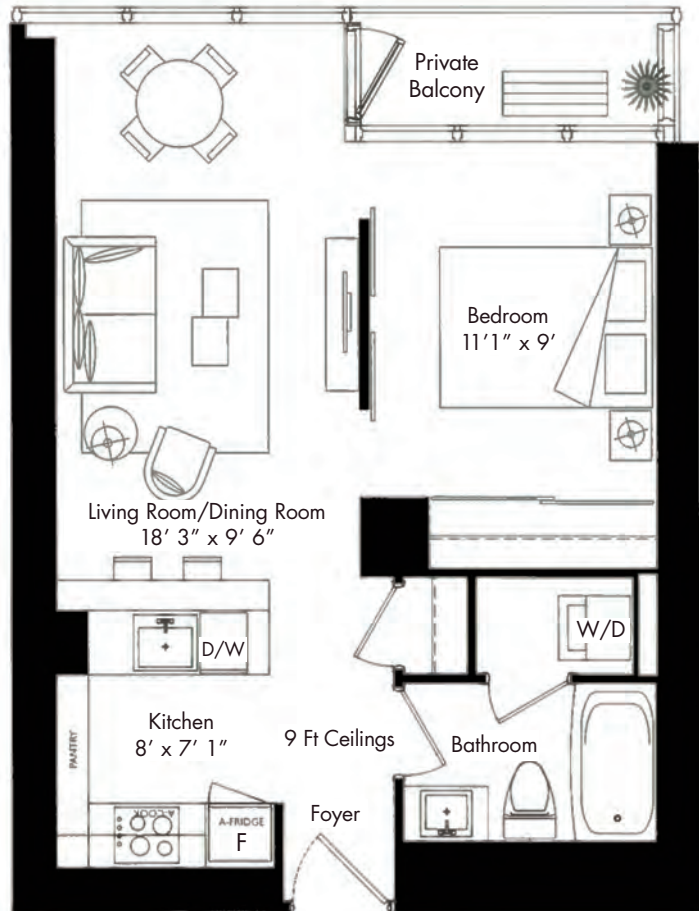 Private
Balcony
Bedroom
11'1" x 9'
Living Room/Dining Room
18' 3" x 9' 6"
D/W
W/D
PANTRY
Kitchen
8' x 7' 1"
9 Ft Ceilings
Bathroom
A-COOK
A-FRIDGE
F
Foyer